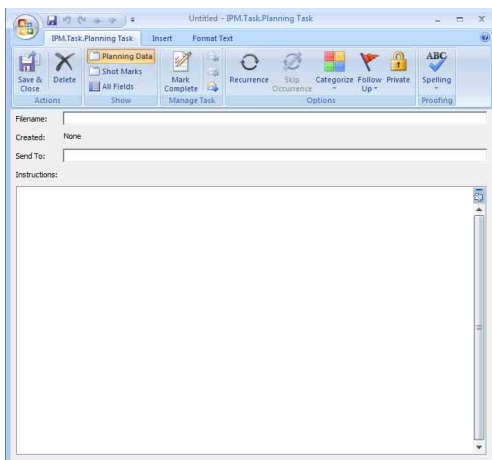 Untitled - IPM.Task.Planning Task
IPM.Task.Planning Task Insert Format Text
Save & Close
Delete
Actions
Planning Data
Shot Marks
All Fields
Show
Mark Complete
Manage Task
Recurrence
Skip Occurrence
Categorize
Follow Up
Private
Options
ABC
Spelling
Proofing
Filename:
Created: None
Send To:
Instructions: